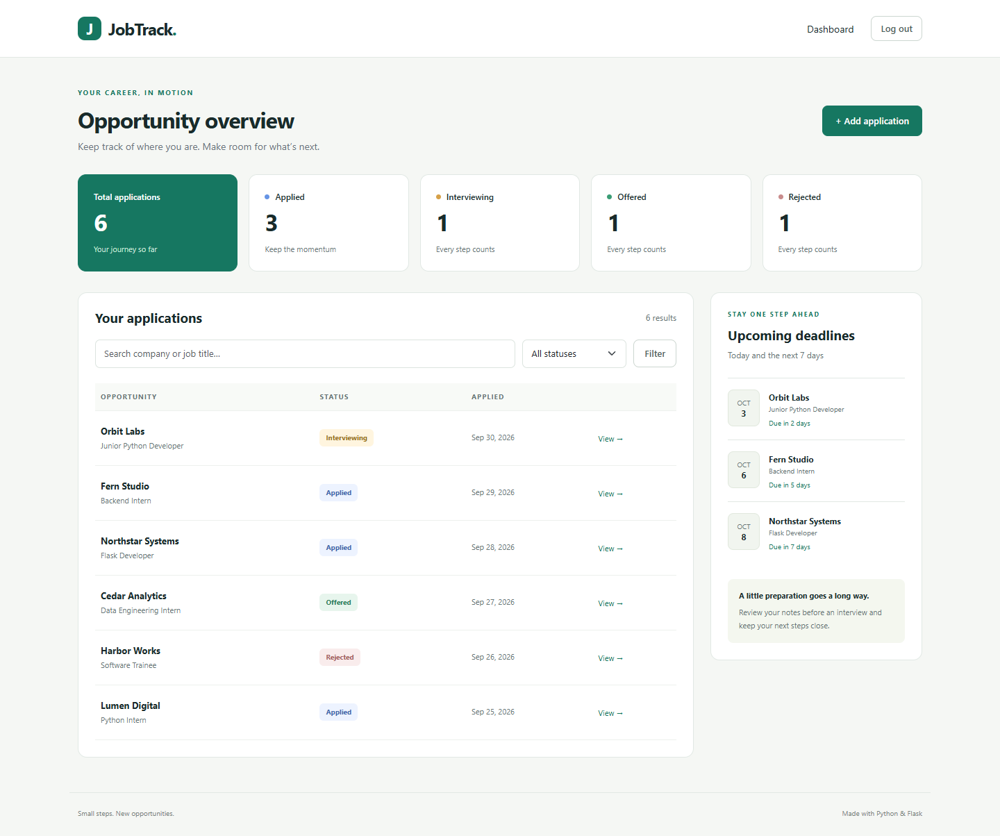 J JobTrack.
Dashboard
Log out
YOUR CAREER, IN MOTION
Opportunity overview
Keep track of where you are. Make room for what's next.
+ Add application
Total applications
6
Your journey so far
Applied
3
Keep the momentum
Interviewing
1
Every step counts
Offered
1
Every step counts
Rejected
1
Every step counts
Your applications
6 results
Search company or job title...
All statuses
Filter
OPPORTUNITY STATUS APPLIED
Orbit Labs
Junior Python Developer
Interviewing
Sep 30, 2026
View →
Fern Studio
Backend Intern
Applied
Sep 29, 2026
View →
Northstar Systems
Flask Developer
Applied
Sep 28, 2026
View →
Cedar Analytics
Data Engineering Intern
Offered
Sep 27, 2026
View →
Harbor Works
Software Trainee
Rejected
Sep 26, 2026
View →
Lumen Digital
Python Intern
Applied
Sep 25, 2026
View →
STAY ONE STEP AHEAD
Upcoming deadlines
Today and the next 7 days
OCT
3
Orbit Labs
Junior Python Developer
Due in 2 days
OCT
6
Fern Studio
Backend Intern
Due in 5 days
OCT
8
Northstar Systems
Flask Developer
Due in 7 days
A little preparation goes a long way.
Review your notes before an interview and
keep your next steps close.
Small steps. New opportunities.
Made with Python & Flask